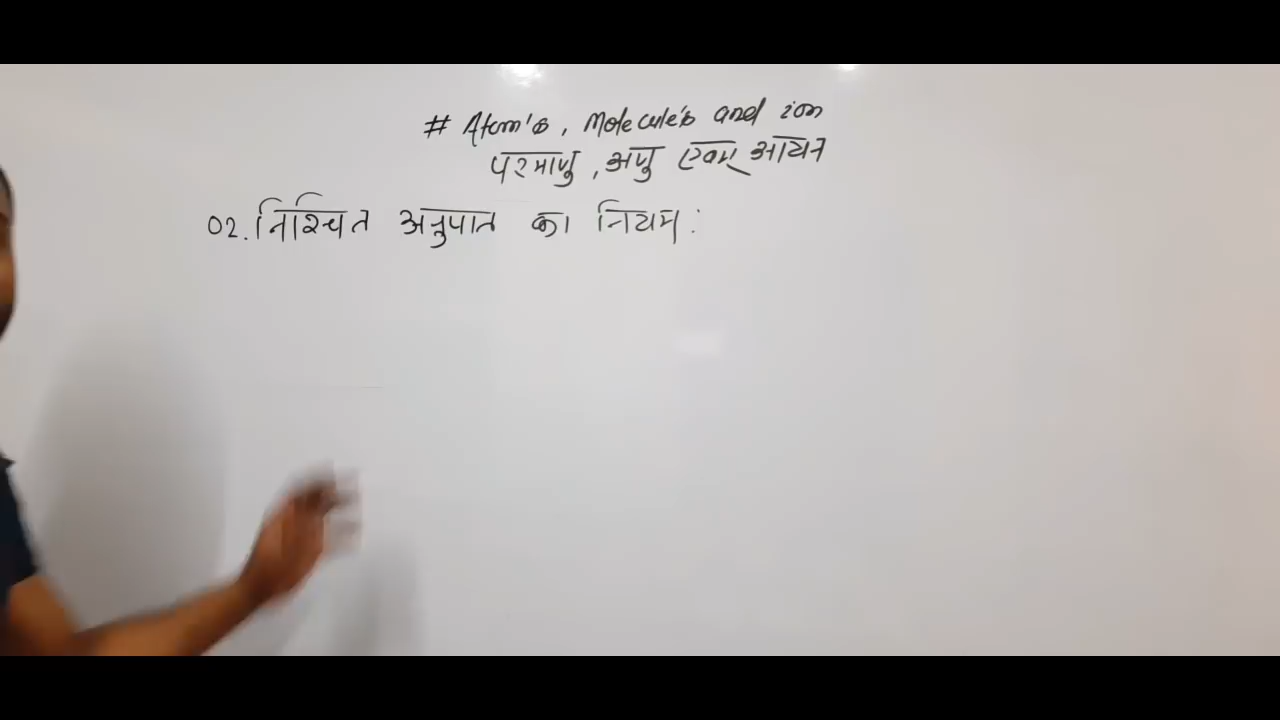 # Atom's, Molecule's and ion
परमाणु, अणु एवम् आयन
02. निश्चित अनुपात का नियम: